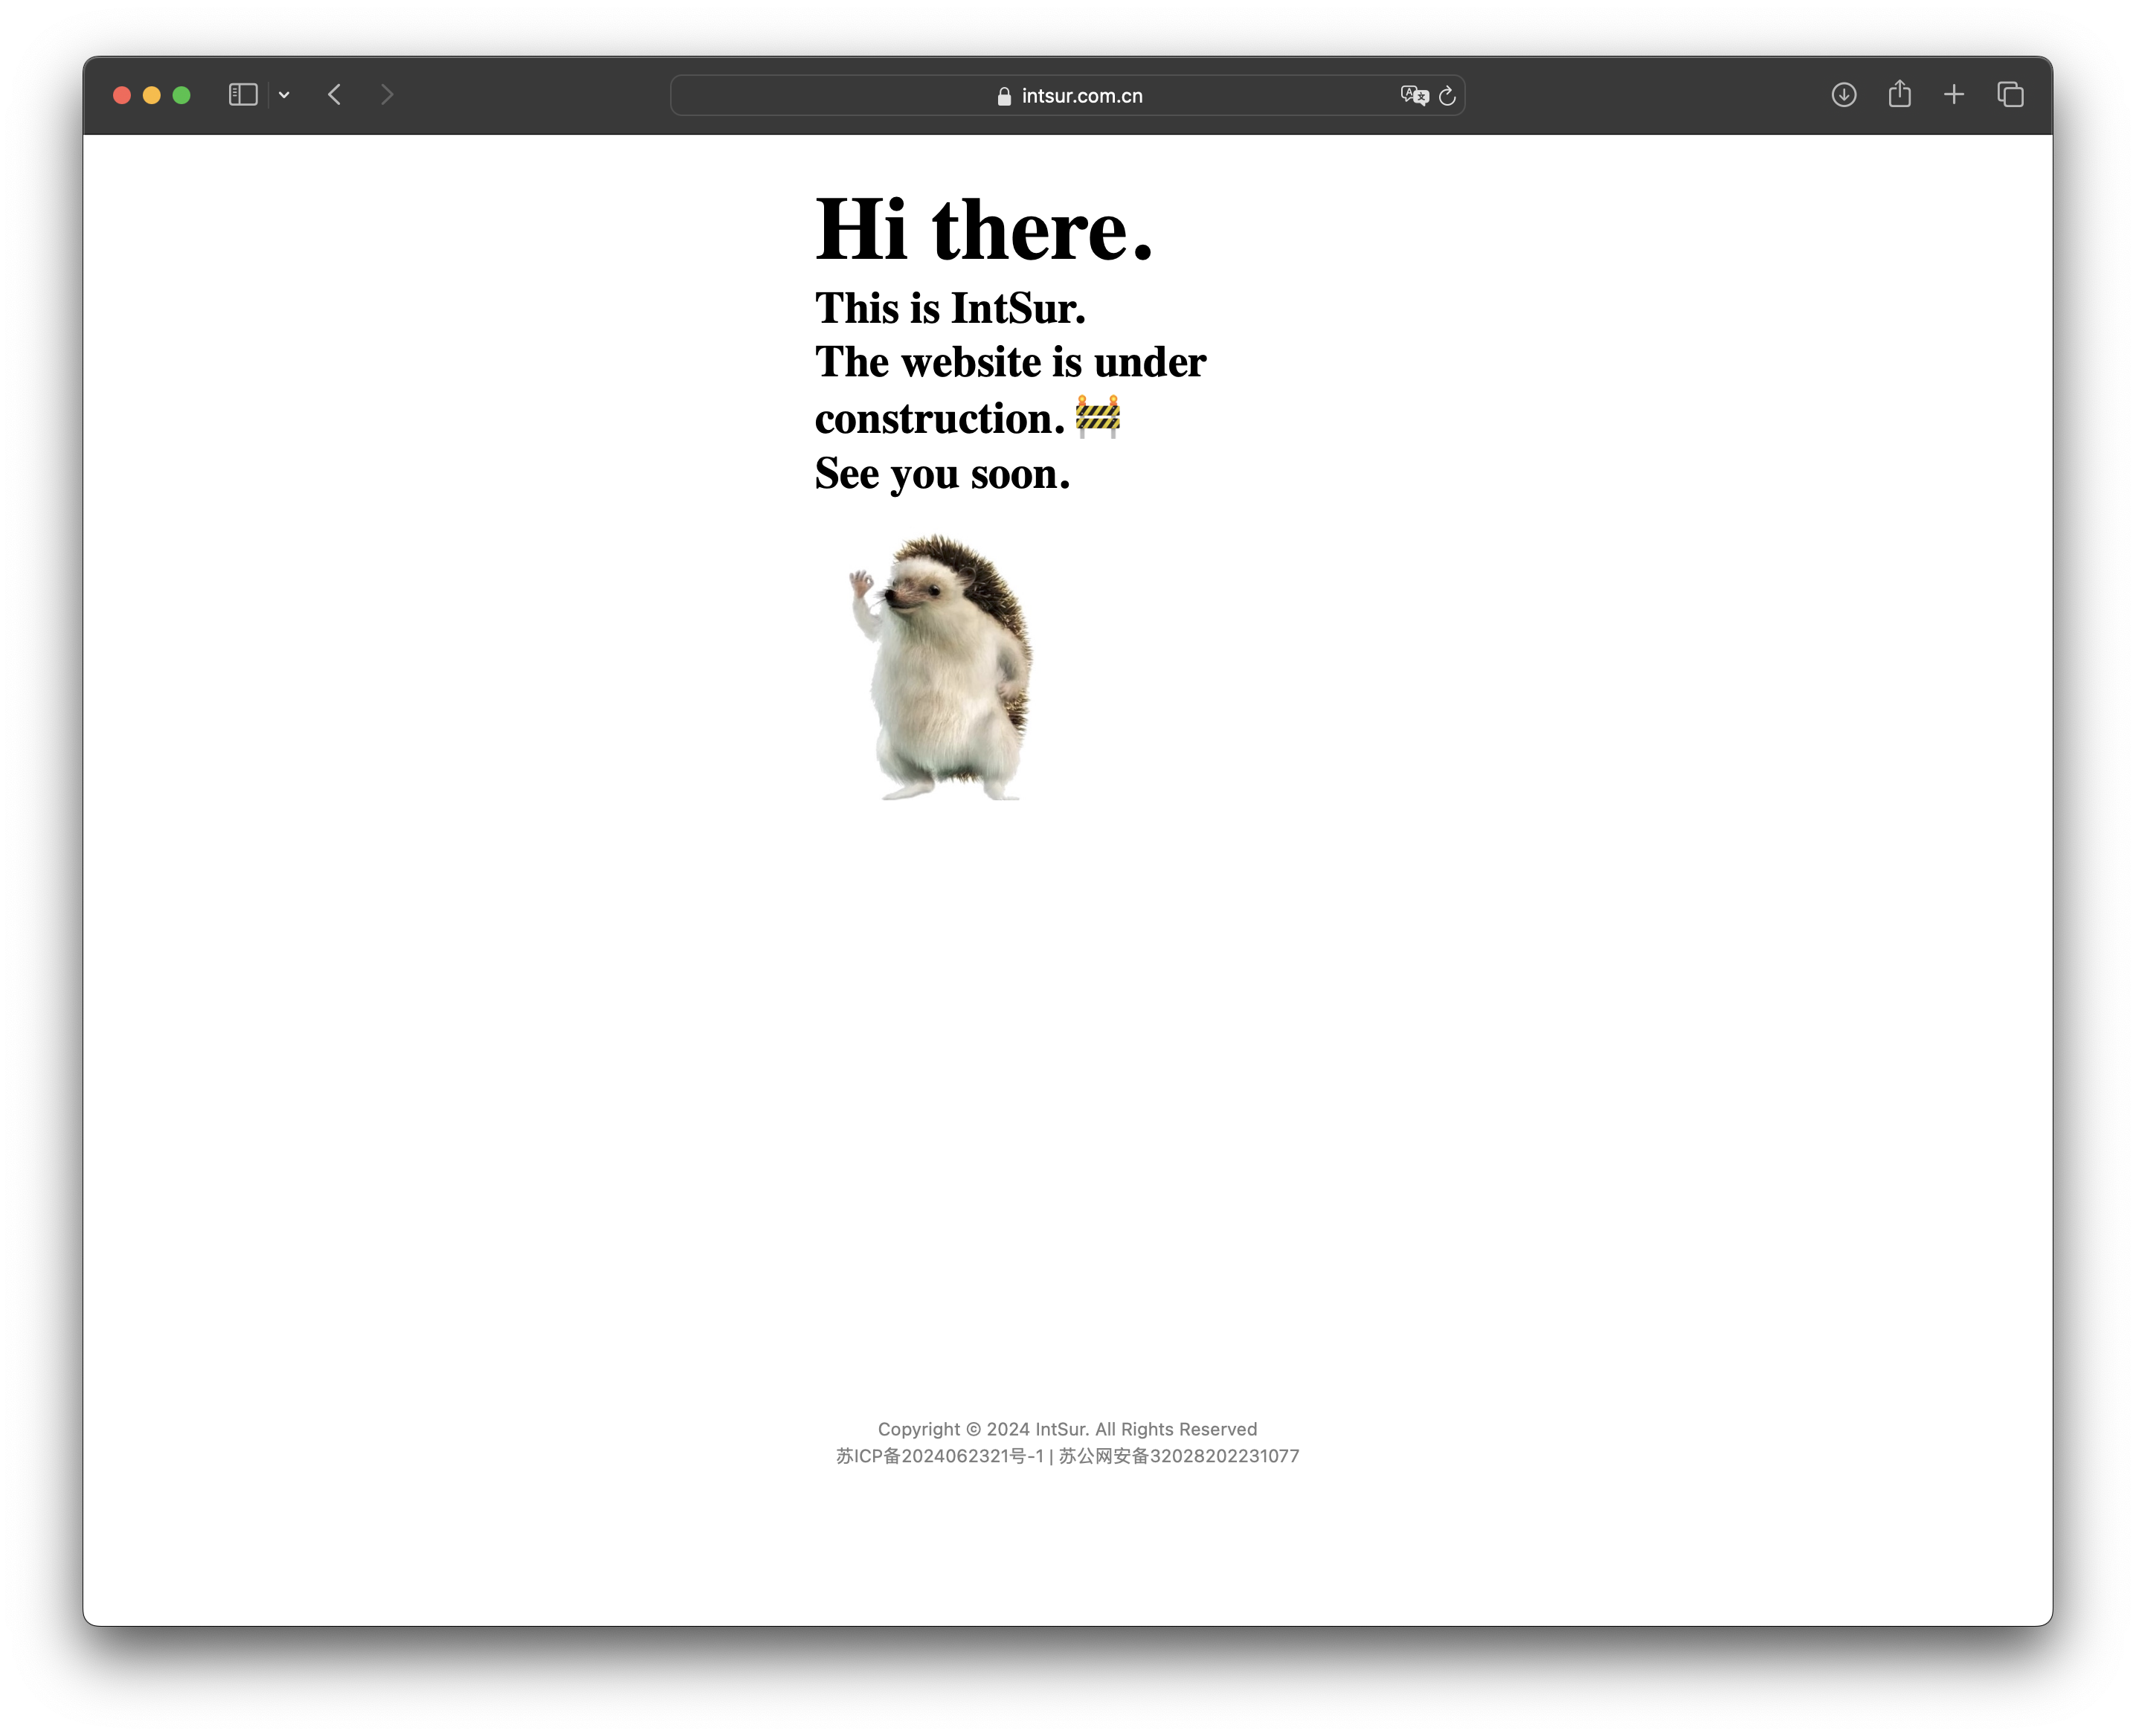 intsur.com.cn
Hi there.
This is IntSur.
The website is under
construction. 🚧
See you soon.
Copyright © 2024 IntSur. All Rights Reserved
苏ICP备2024062321号-1 | 苏公网安备32028202231077